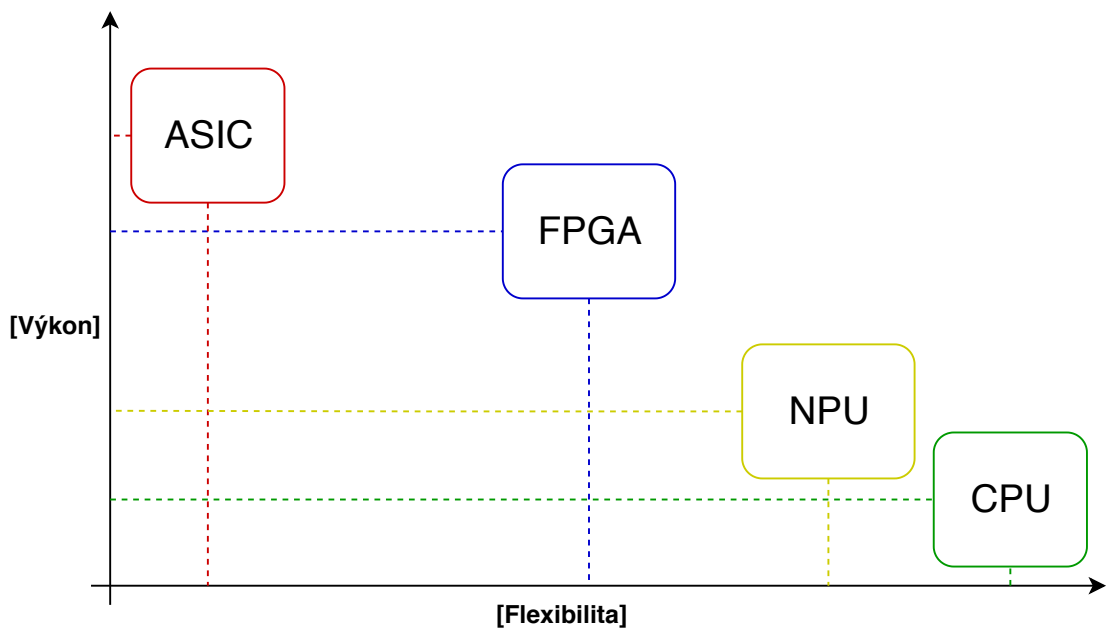 ASIC
FPGA
[Výkon]
NPU
CPU
[Flexibilita]